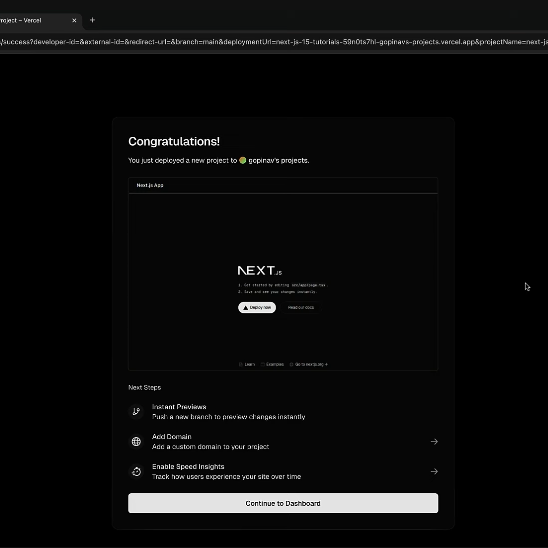 Project – Vercel
/success?developer-id=&external-id=&redirect-url=&branch=main&deploymentUrl=next-js-15-tutorials-59n0ts7hl-gopinavs-projects.vercel.app&projectName=next-js
Congratulations!
You just deployed a new project to gopinav's projects.
Next.js App
NEXT.JS
1. Get started by editing src/app/page.tsx.
2. Save and see your changes instantly.
Deploy now
Read our docs
Learn
Examples
Go to nextjs.org →
Next Steps
Instant Previews
Push a new branch to preview changes instantly
Add Domain
Add a custom domain to your project
Enable Speed Insights
Track how users experience your site over time
Continue to Dashboard